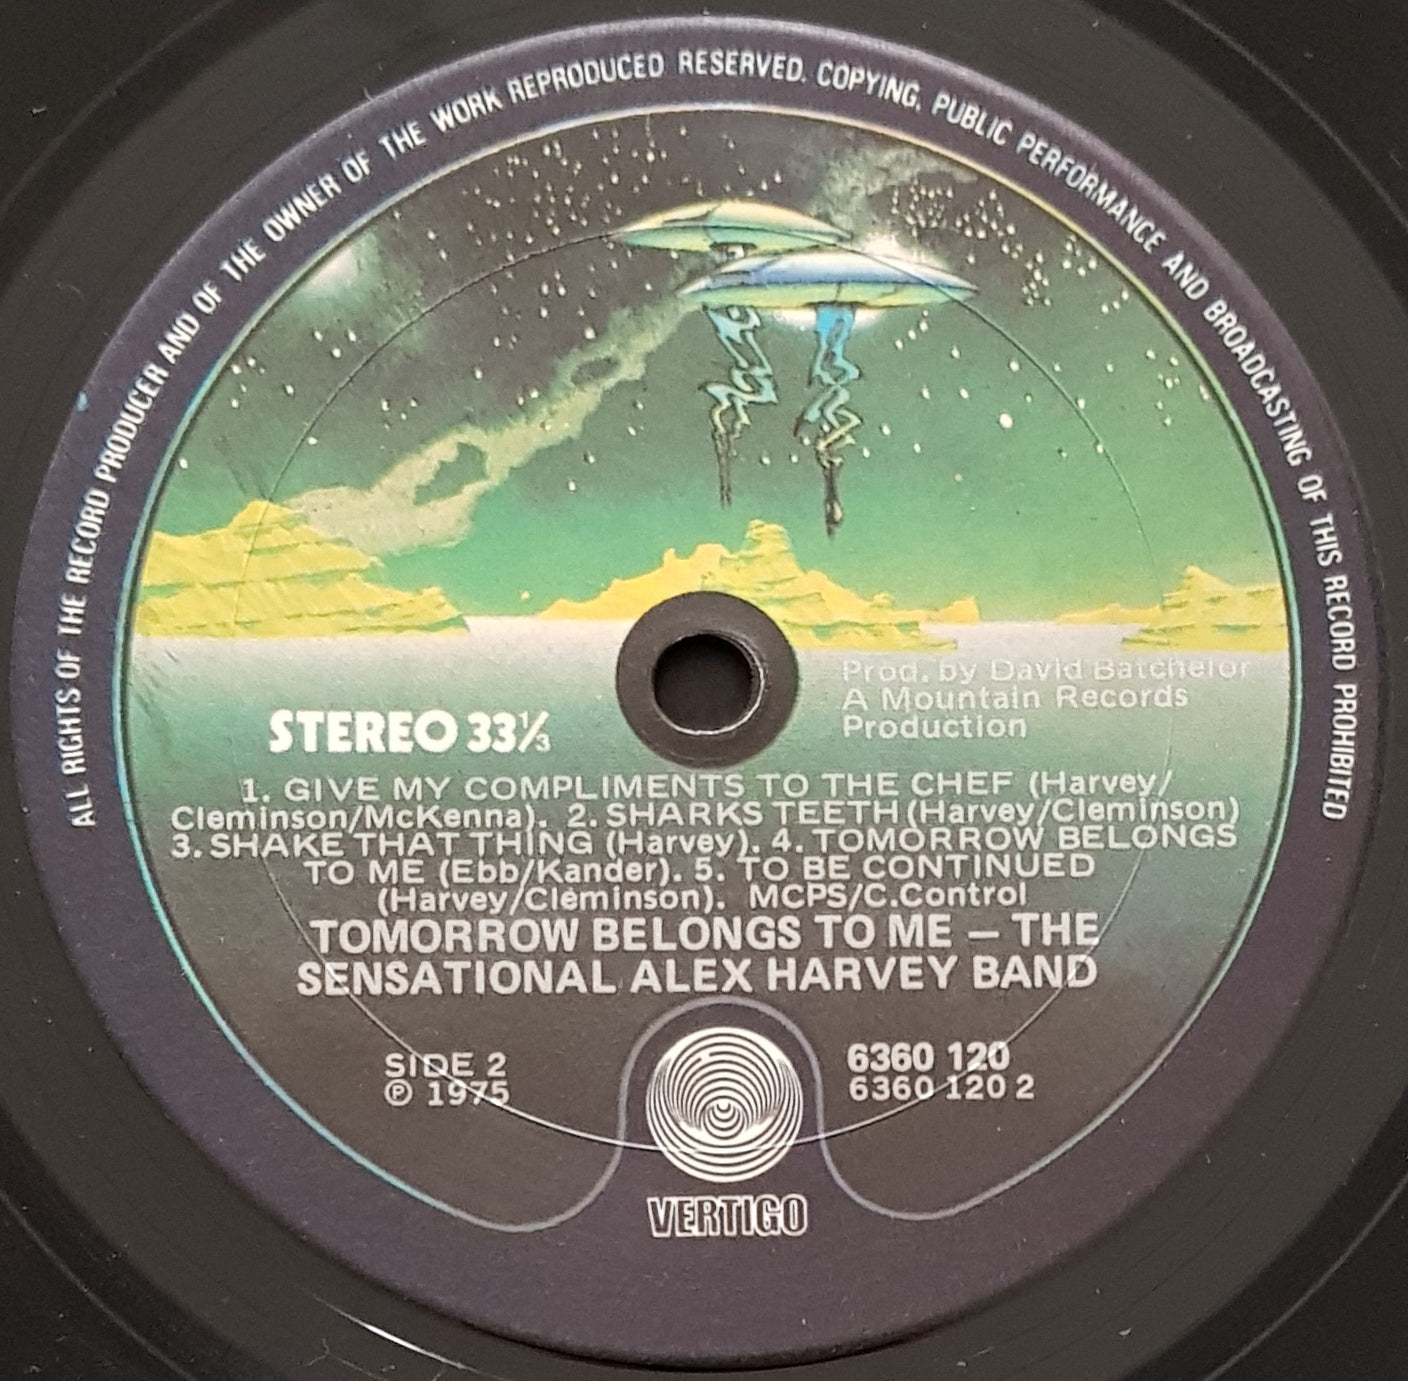 ALL RIGHTS OF THE RECORD PRODUCER AND OF THE OWNER OF THE WORK REPRODUCED RESERVED. COPYING, PUBLIC PERFORMANCE AND BROADCASTING OF THIS RECORD PROHIBITED
Prod. by David Batchelor
A Mountain Records
Production
STEREO 33⅓
1. GIVE MY COMPLIMENTS TO THE CHEF (Harvey/
Cleminson/McKenna). 2. SHARKS TEETH (Harvey/Cleminson)
3. SHAKE THAT THING (Harvey). 4. TOMORROW BELONGS
TO ME (Ebb/Kander). 5. TO BE CONTINUED
(Harvey/Cleminson). MCPS/C.Control
TOMORROW BELONGS TO ME – THE
SENSATIONAL ALEX HARVEY BAND
SIDE 2
℗ 1975
6360 120
6360 120 2
VERTIGO